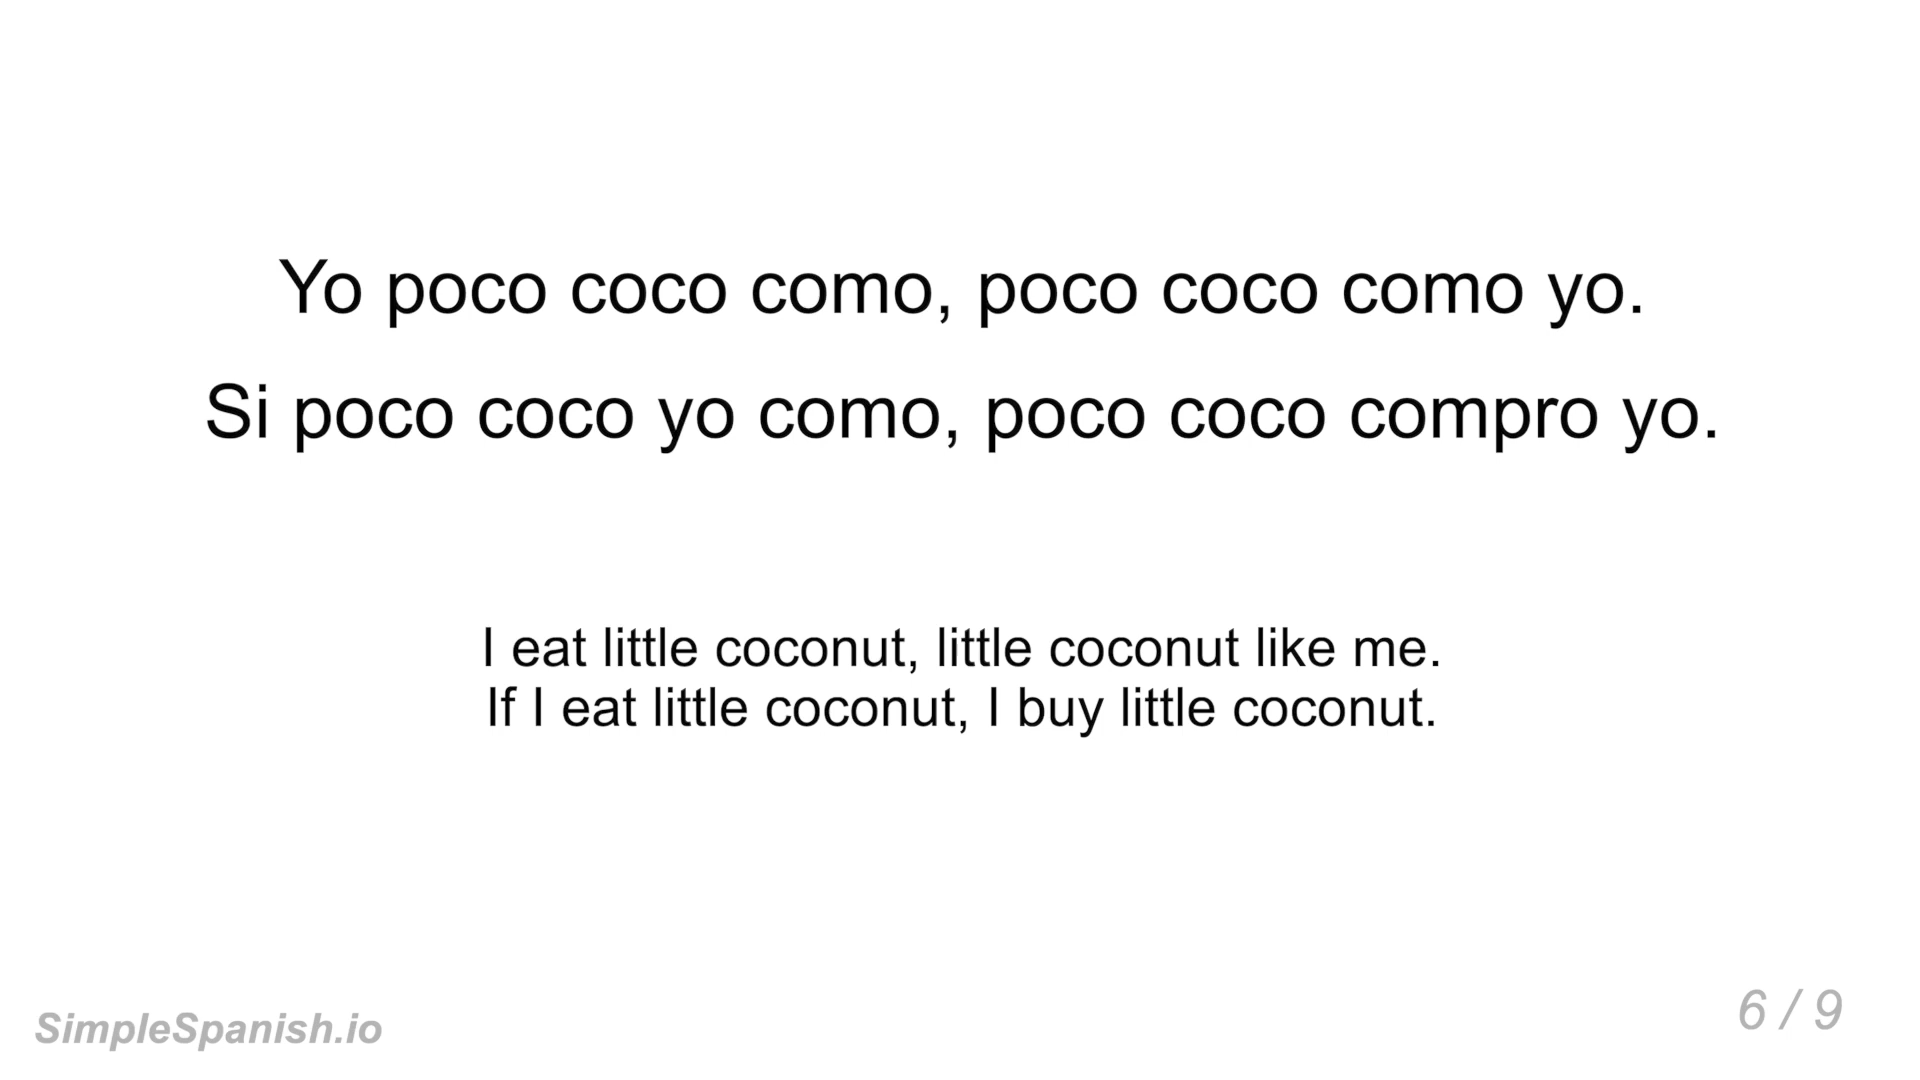 Yo poco coco como, poco coco como yo.
Si poco coco yo como, poco coco compro yo.
I eat little coconut, little coconut like me.
If I eat little coconut, I buy little coconut.
SimpleSpanish.io
6 / 9